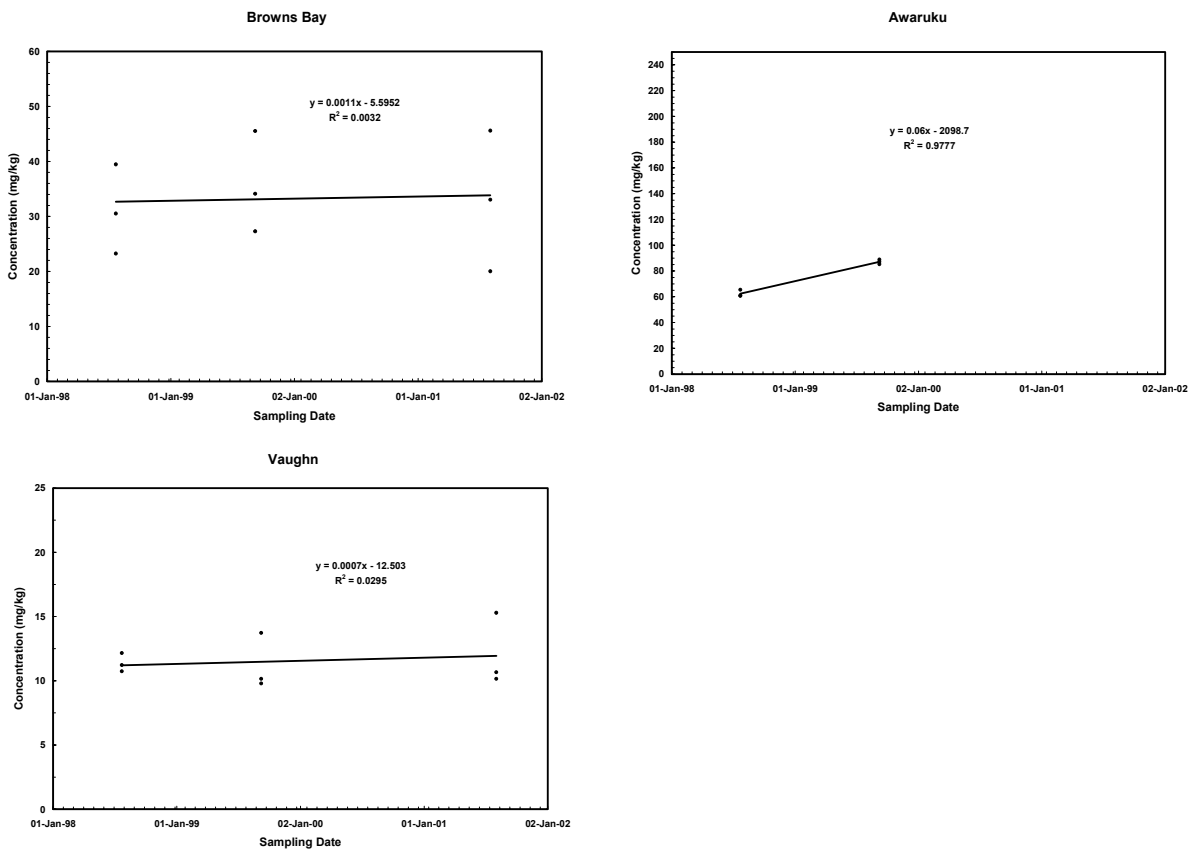 Browns Bay
60
50
40
30
20
10
0
Concentration (mg/kg)
y = 0.0011x - 5.5952
R² = 0.0032
01-Jan-98 01-Jan-99 02-Jan-00 01-Jan-01 02-Jan-02
Sampling Date
Awaruku
240
220
200
180
160
140
120
100
80
60
40
20
0
Concentration (mg/kg)
y = 0.06x - 2098.7
R² = 0.9777
01-Jan-98 01-Jan-99 02-Jan-00 01-Jan-01 02-Jan-02
Sampling Date
Vaughn
25
20
15
10
5
0
Concentration (mg/kg)
y = 0.0007x - 12.503
R² = 0.0295
01-Jan-98 01-Jan-99 02-Jan-00 01-Jan-01 02-Jan-02
Sampling Date